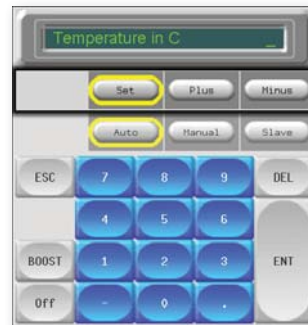 Temperature in C _
Set Plus Minus
Auto Manual Slave
ESC 7 8 9 DEL
4 5 6
BOOST 1 2 3 ENT
Off - 0 .